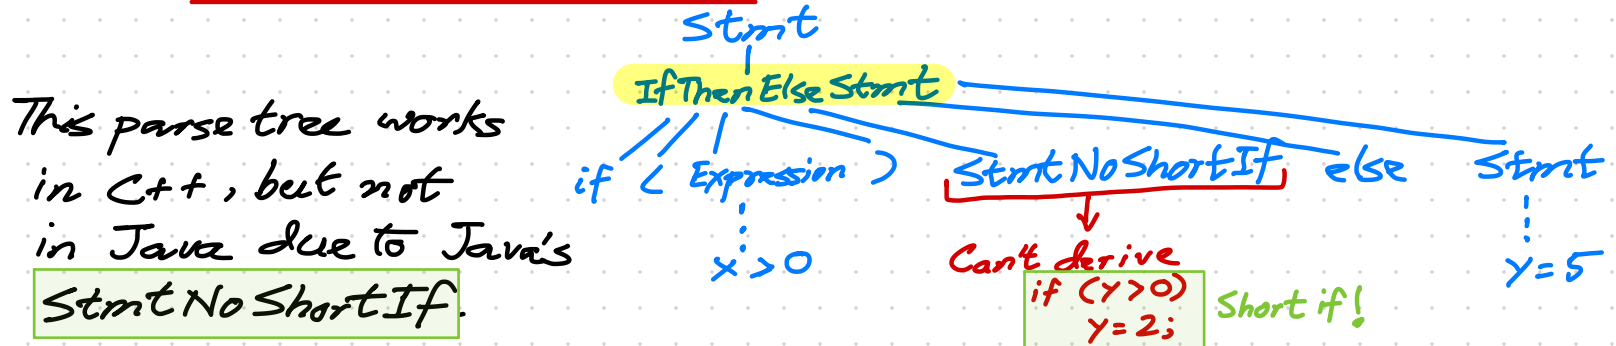 Stmt
IfThenElseStmt
This parse tree works
in C++, but not
in Java due to Java's
StmtNoShortIf.
if ( Expression ) StmtNoShortIf else Stmt
x > 0
Can't derive
if (y>0)
y=2;
Short if!
y=5